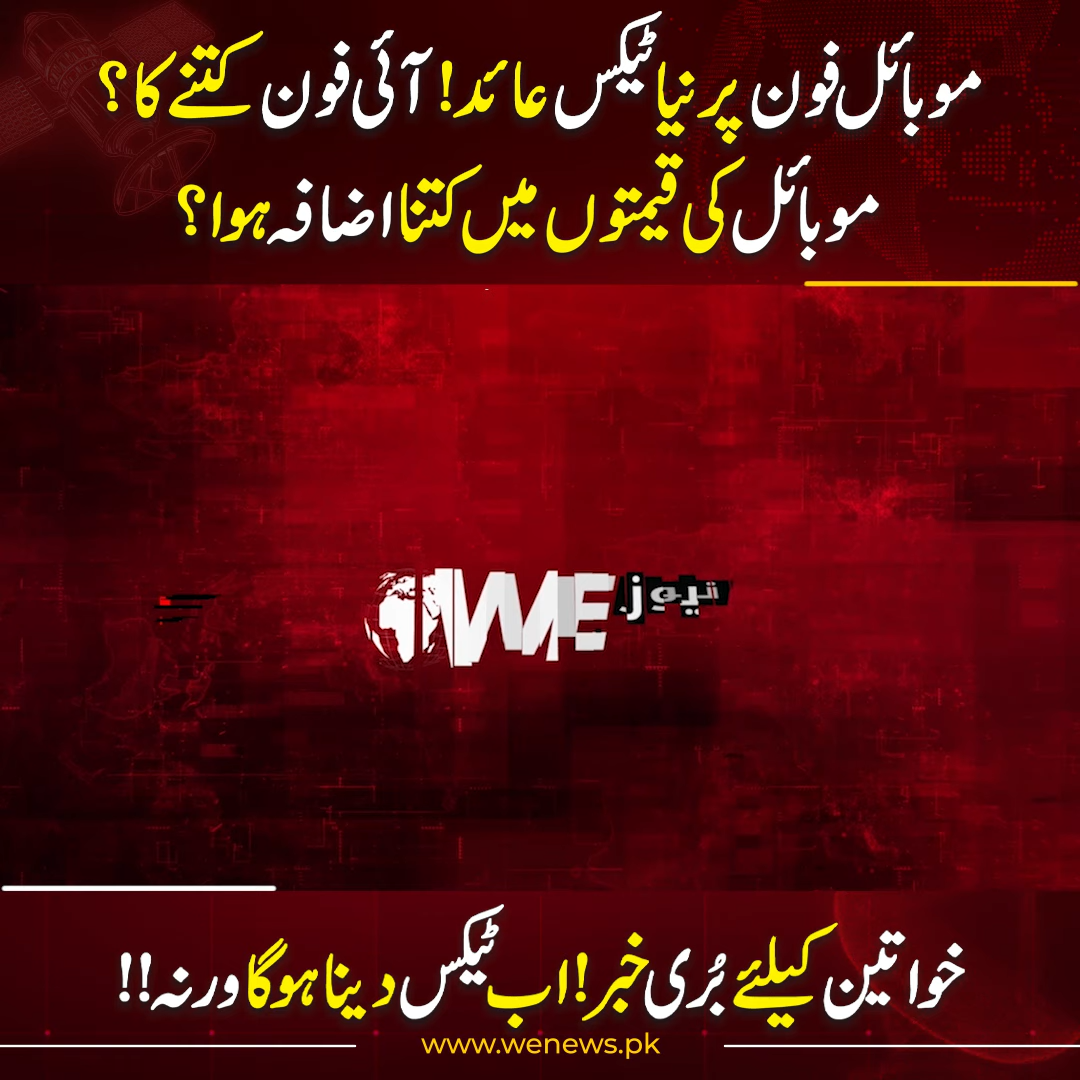 موبائل فون پر نیا ٹیکس عائد! آئی فون کتنے کا؟
موبائل کی قیمتوں میں کتنا اضافہ ہوا؟
WE نیوز
خواتین کیلئے بُری خبر! اب ٹیکس دینا ہوگا ورنہ!!
www.wenews.pk